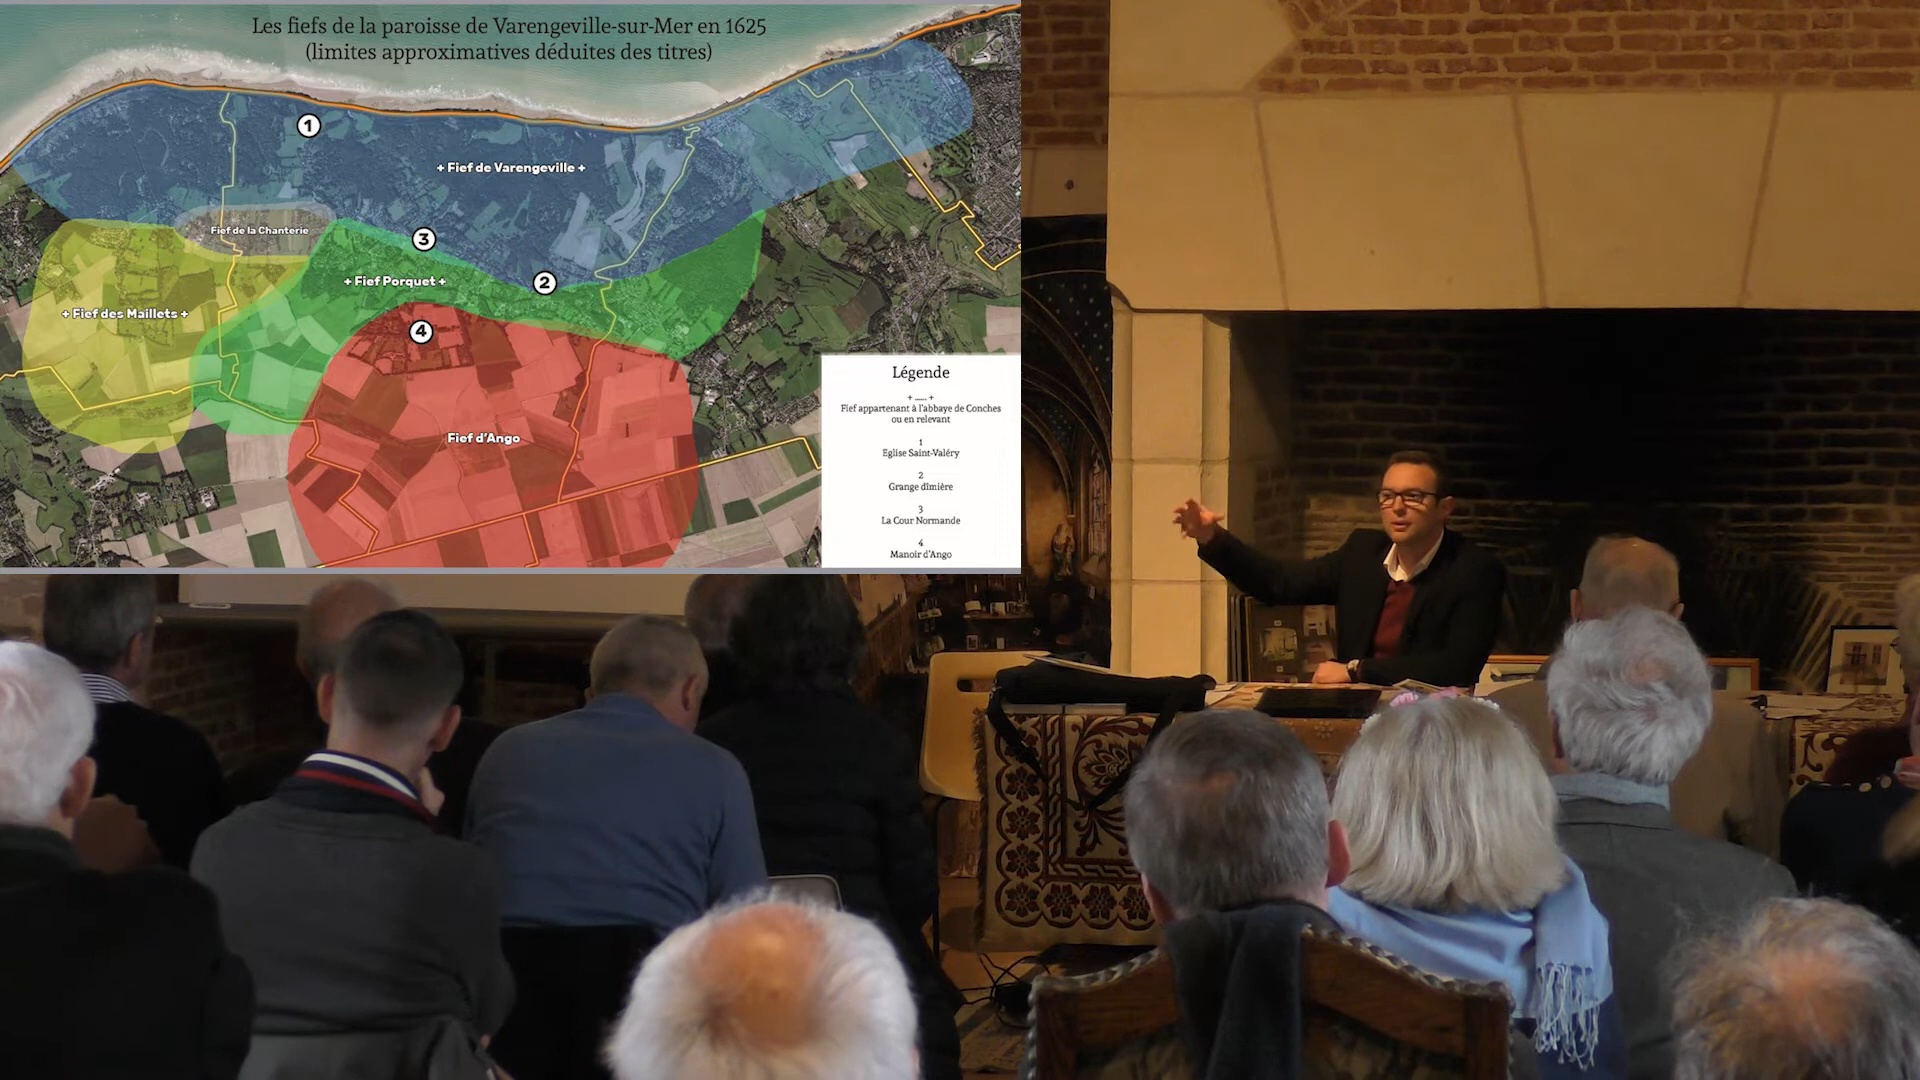 Les fiefs de la paroisse de Varengeville-sur-Mer en 1625
(limites approximatives déduites des titres)
1
+ Fief de Varengeville +
Fief de la Chanterie
3
+ Fief Porquet +
2
+ Fief des Maillets +
4
Fief d'Ango
Légende
+ ...... +
Fief appartenant à l'abbaye de Conches
ou en relevant
1
Eglise Saint-Valéry
2
Grange dîmière
3
La Cour Normande
4
Manoir d'Ango